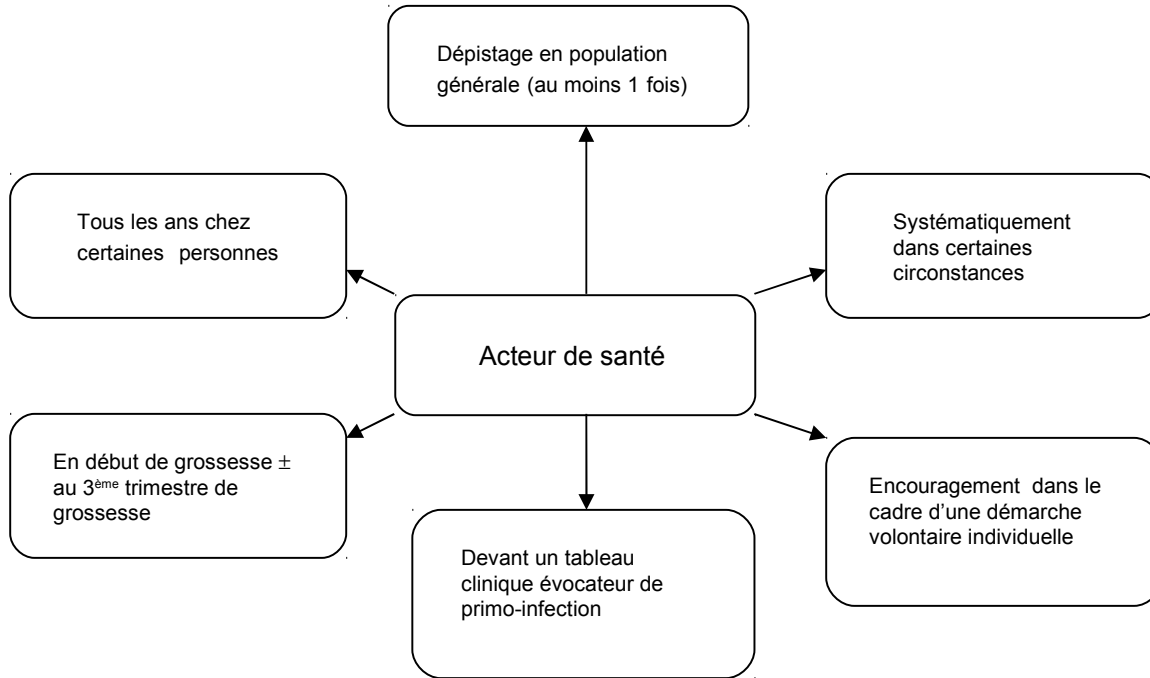 Dépistage en population
générale (au moins 1 fois)
Tous les ans chez
certaines personnes
Systématiquement
dans certaines
circonstances
Acteur de santé
En début de grossesse ±
au 3ème trimestre de
grossesse
Devant un tableau
clinique évocateur de
primo-infection
Encouragement dans le
cadre d’une démarche
volontaire individuelle